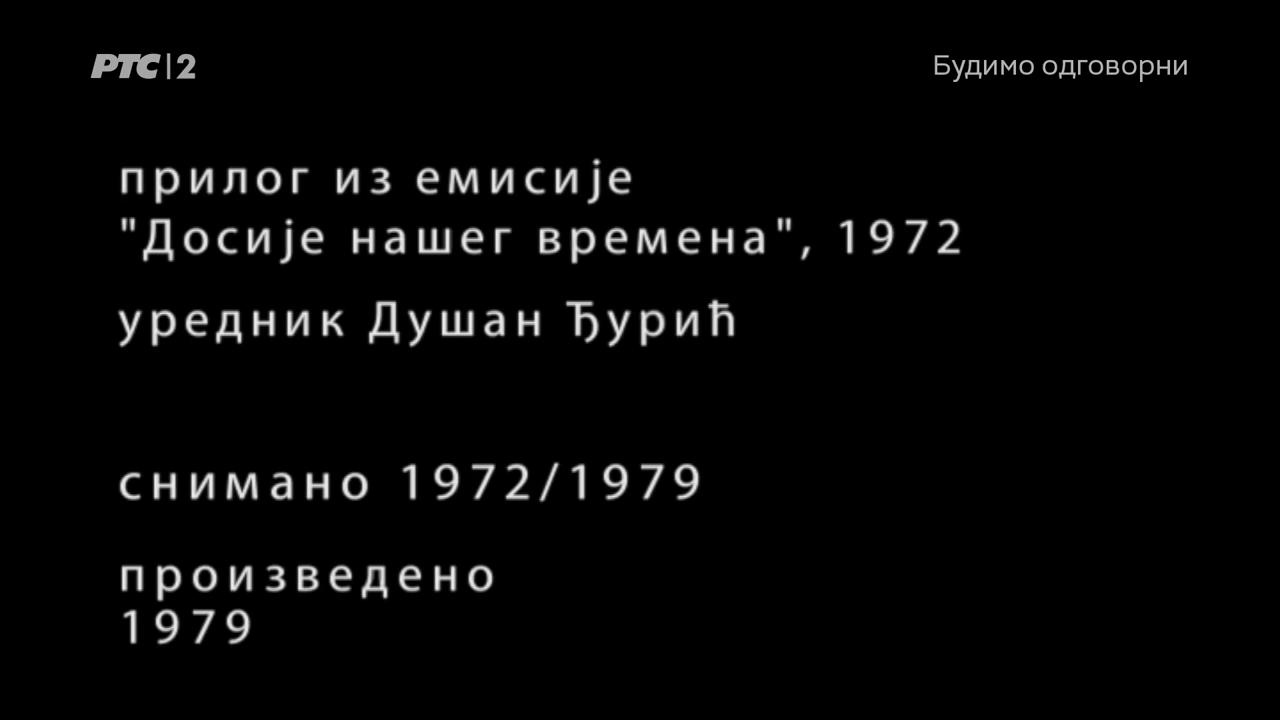 РТС|2
Будимо одговорни
прилог из емисије
"Досије нашег времена", 1972
уредник Душан Ђурић
снимано 1972/1979
произведено
1979